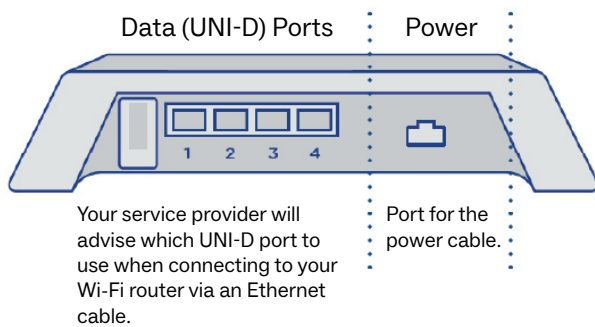 Data (UNI-D) Ports
Power
1 2 3 4
Your service provider will
advise which UNI-D port to
use when connecting to your
Wi-Fi router via an Ethernet
cable.
Port for the
power cable.